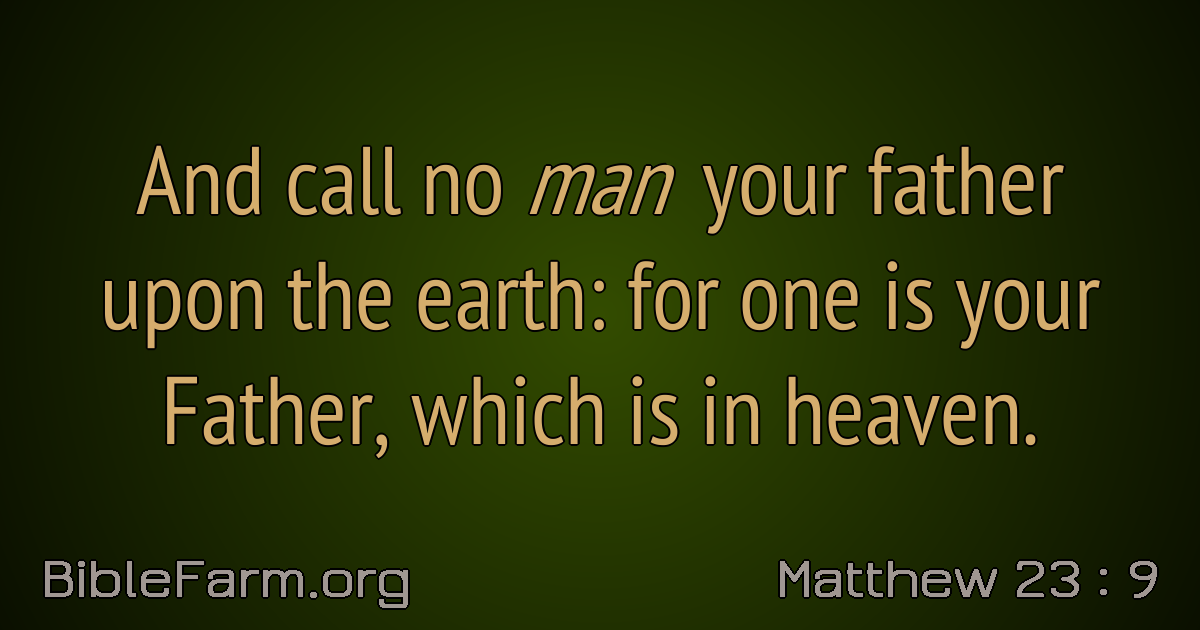 And call no man your father
upon the earth: for one is your
Father, which is in heaven.
BibleFarm.org
Matthew 23 : 9